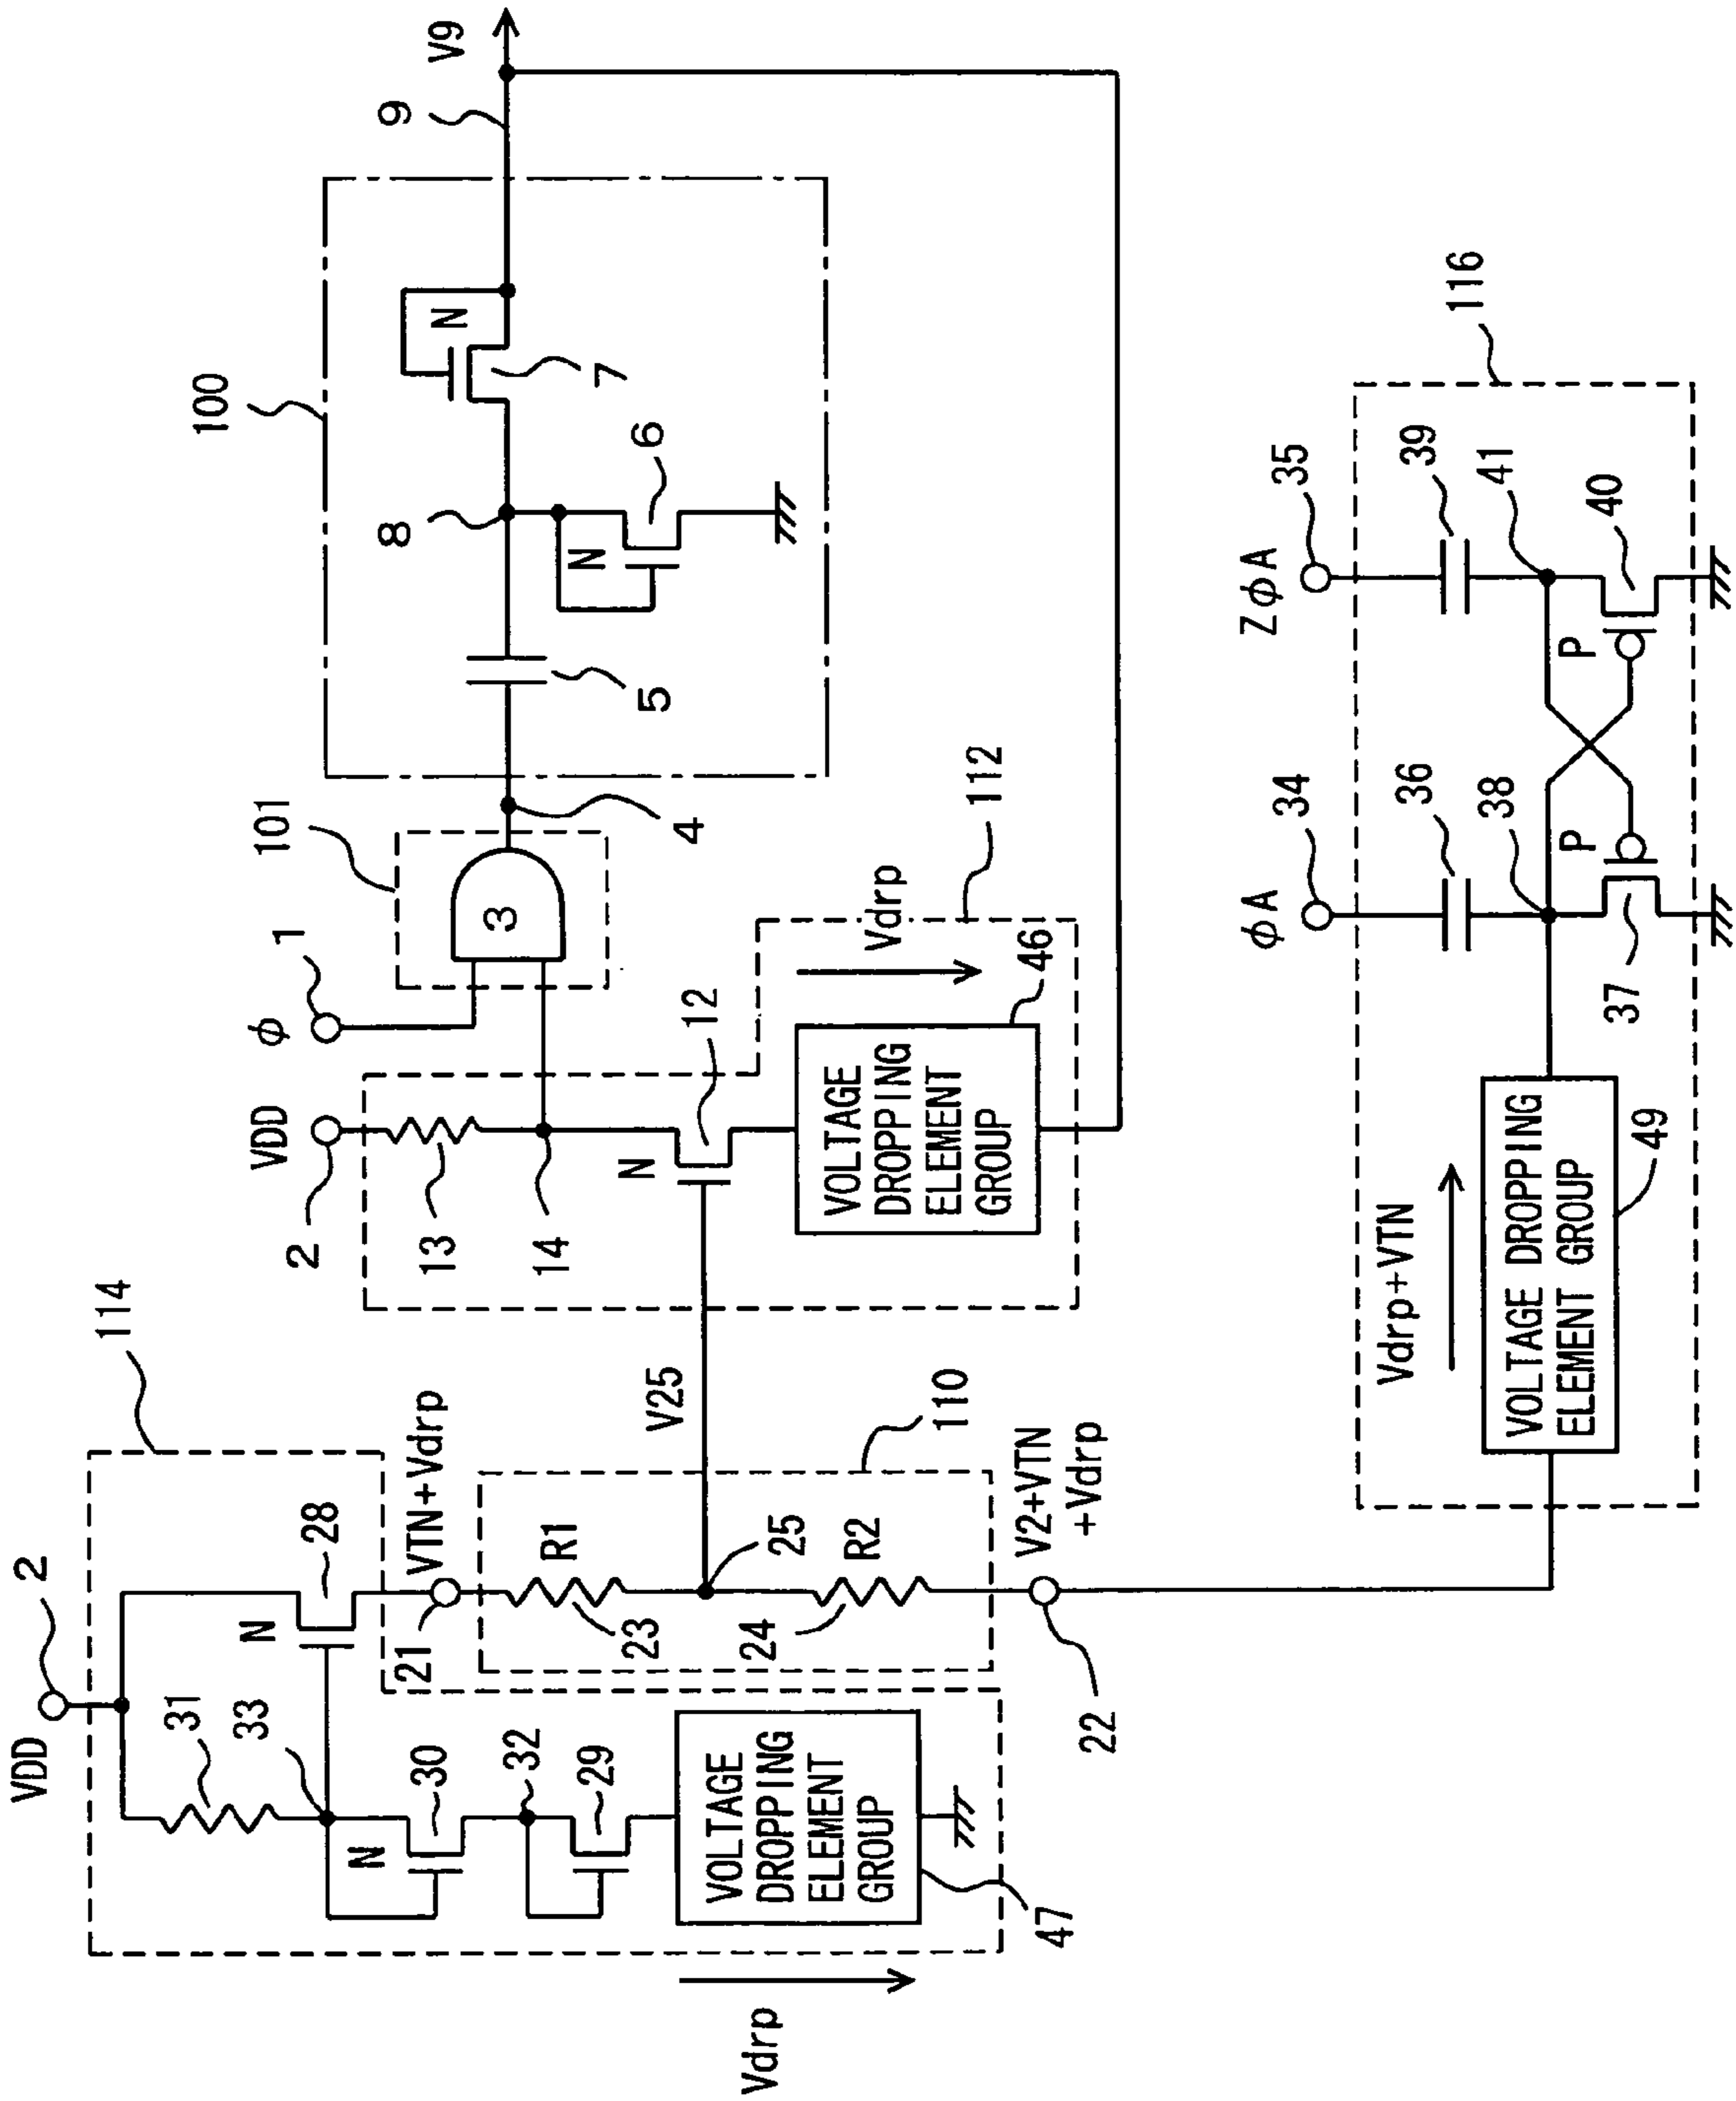 VDD
2
114
31
33
N
28
N
30
32
29
VOLTAGE
DROPPING
ELEMENT
GROUP
47
Vdrp
21
VTN+Vdrp
R1
23
25
R2
24
110
V25
V2+VTN
+Vdrp
22
VDD
2
13
14
N
12
VOLTAGE
DROPPING
ELEMENT
GROUP
46
Vdrp
112
φ
1
101
3
4
100
5
8
N
6
N
7
9
V9
116
φA
34
36
38
P
37
ZφA
35
39
41
P
40
Vdrp+VTN
VOLTAGE DROPPING
ELEMENT GROUP
49